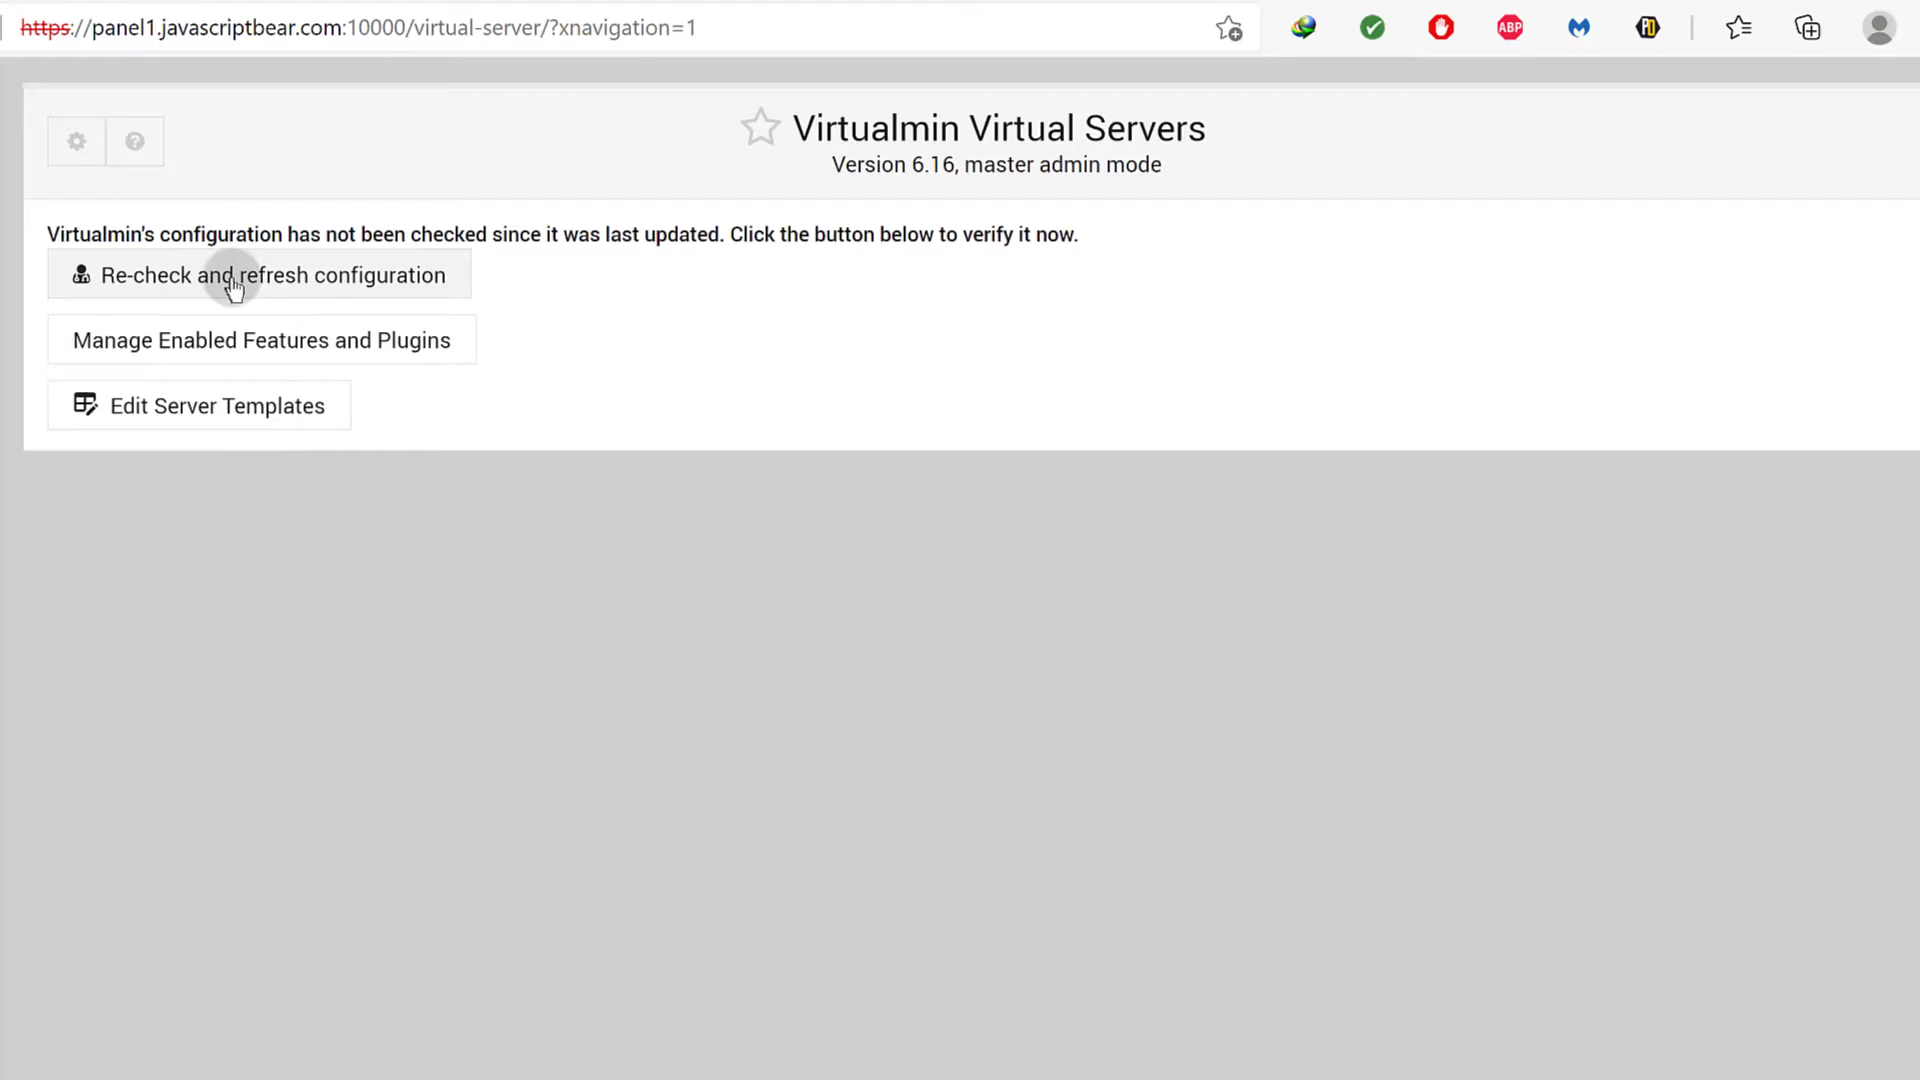 https://panel1.javascriptbear.com:10000/virtual-server/?xnavigation=1
ABP
PD
Virtualmin Virtual Servers
Version 6.16, master admin mode
Virtualmin's configuration has not been checked since it was last updated. Click the button below to verify it now.
Re-check and refresh configuration
Manage Enabled Features and Plugins
Edit Server Templates